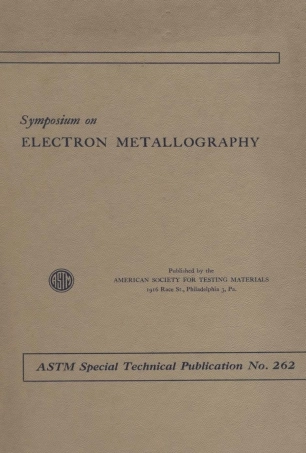 Symposium on
ELECTRON METALLOGRAPHY
ASTM
Published by the
AMERICAN SOCIETY FOR TESTING MATERIALS
1916 Race St., Philadelphia 3, Pa.
ASTM Special Technical Publication No. 262